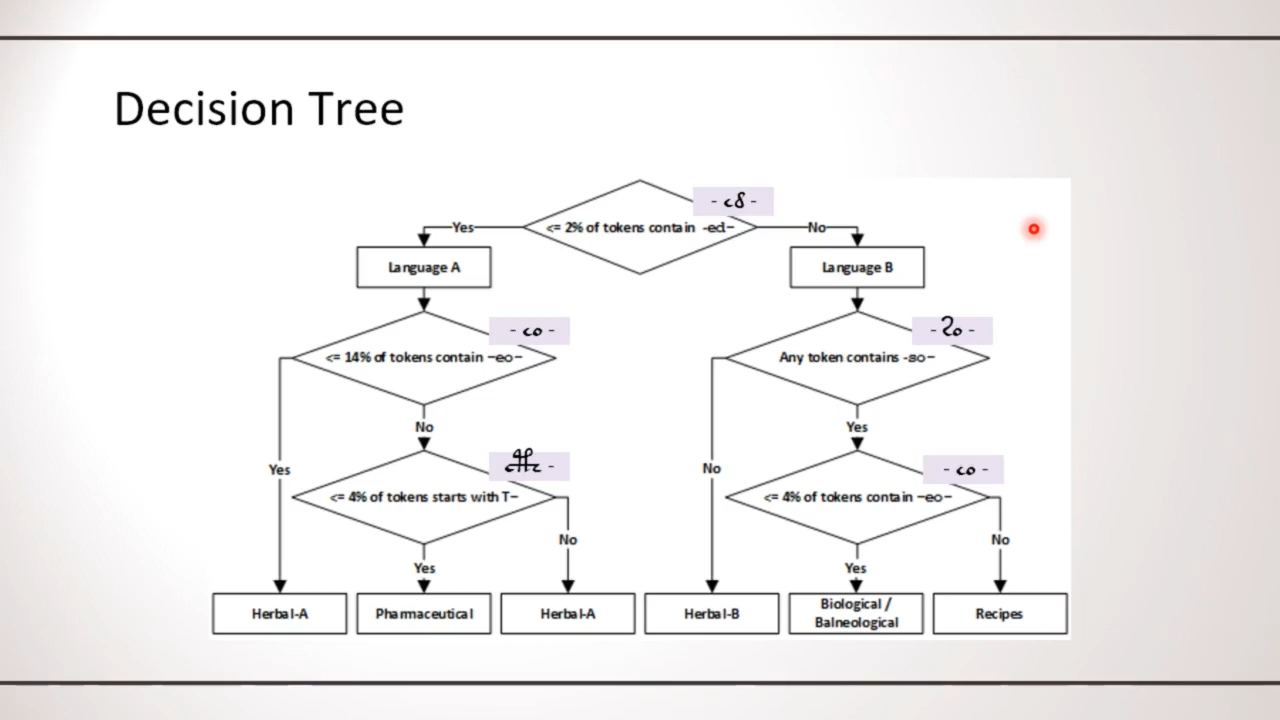 Decision Tree
<= 2% of tokens contain -ed-
Yes
No
Language A
Language B
<= 14% of tokens contain -eo-
Any token contains -so-
No
Yes
Yes
No
<= 4% of tokens starts with T-
<= 4% of tokens contain -eo-
No
No
Yes
Yes
Herbal-A
Pharmaceutical
Herbal-A
Herbal-B
Biological /
Balneological
Recipes